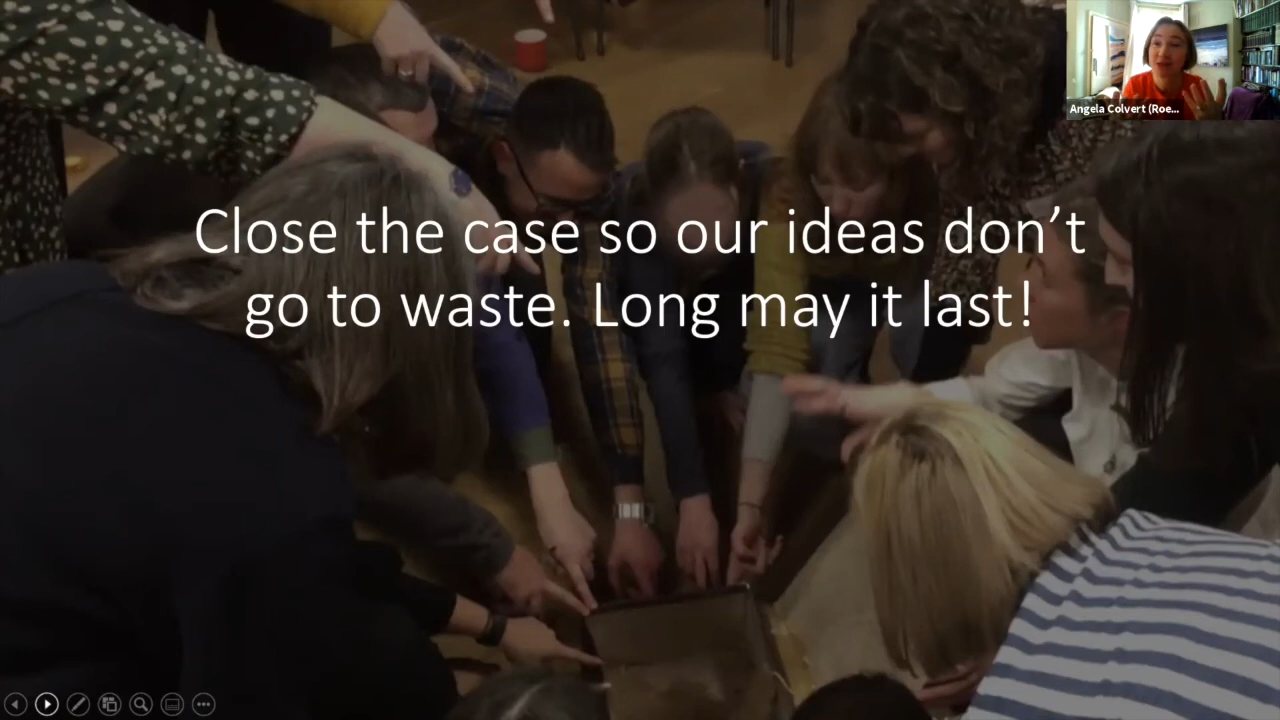 Angela Colvert (Roe...
Close the case so our ideas don’t
go to waste. Long may it last!